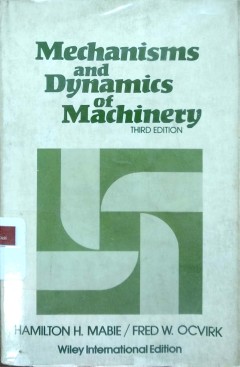 Mechanisms
and
Dynamics
of
Machinery
THIRD EDITION
HAMILTON H. MABIE / FRED W. OCVIRK
Wiley International Edition